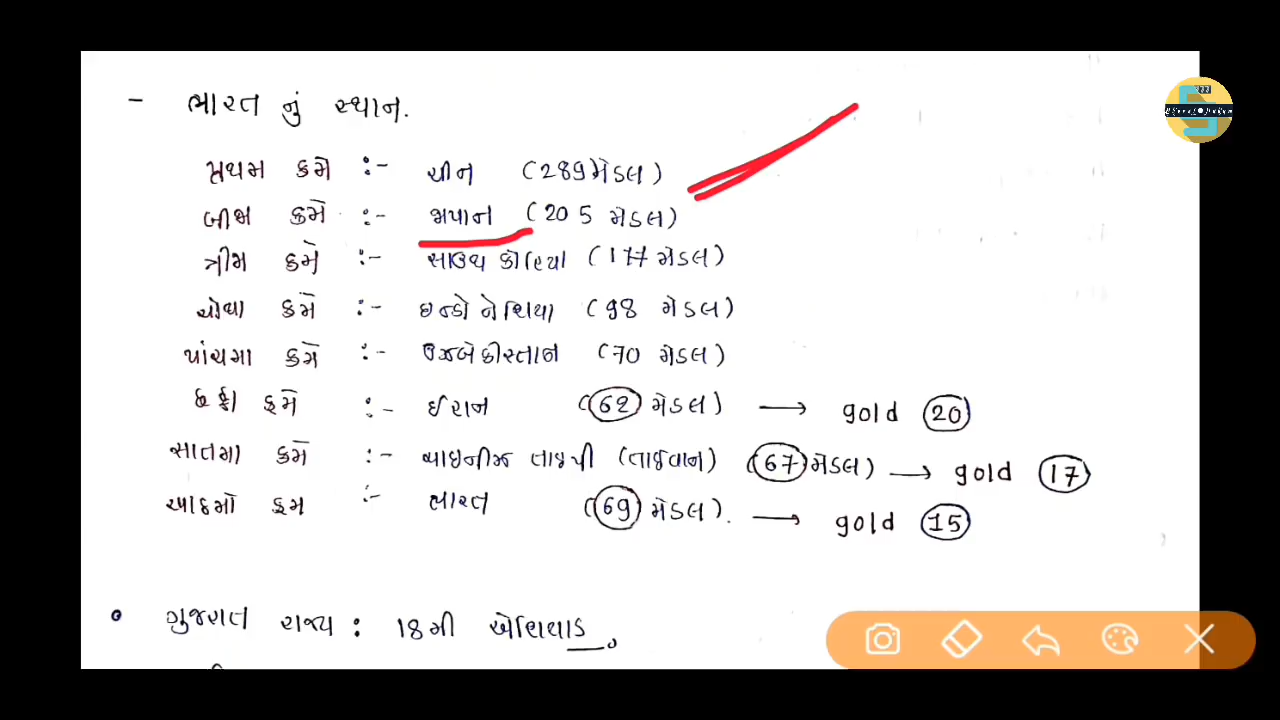 - ભારત નું સ્થાન.
પ્રથમ ક્રમે :- ચીન (289 મેડલ)
બીજા ક્રમે :- જાપાન (205 મેડલ)
ત્રીજા ક્રમે :- સાઉથ કોરિયા (177 મેડલ)
ચોથા ક્રમે :- ઇન્ડોનેશિયા (98 મેડલ)
પાંચમા ક્રમે :- ઉઝબેકીસ્તાન (70 મેડલ)
છઠ્ઠા ક્રમે :- ઈરાન (62 મેડલ) → gold 20
સાતમા ક્રમે :- ચાઇનીઝ તાઇપી (તાઇવાન) (67 મેડલ) → gold 17
આઠમો ક્રમ :- ભારત (69 મેડલ). → gold 15
• ગુજરાત રાજ્ય : 18મી એશિયાડ.